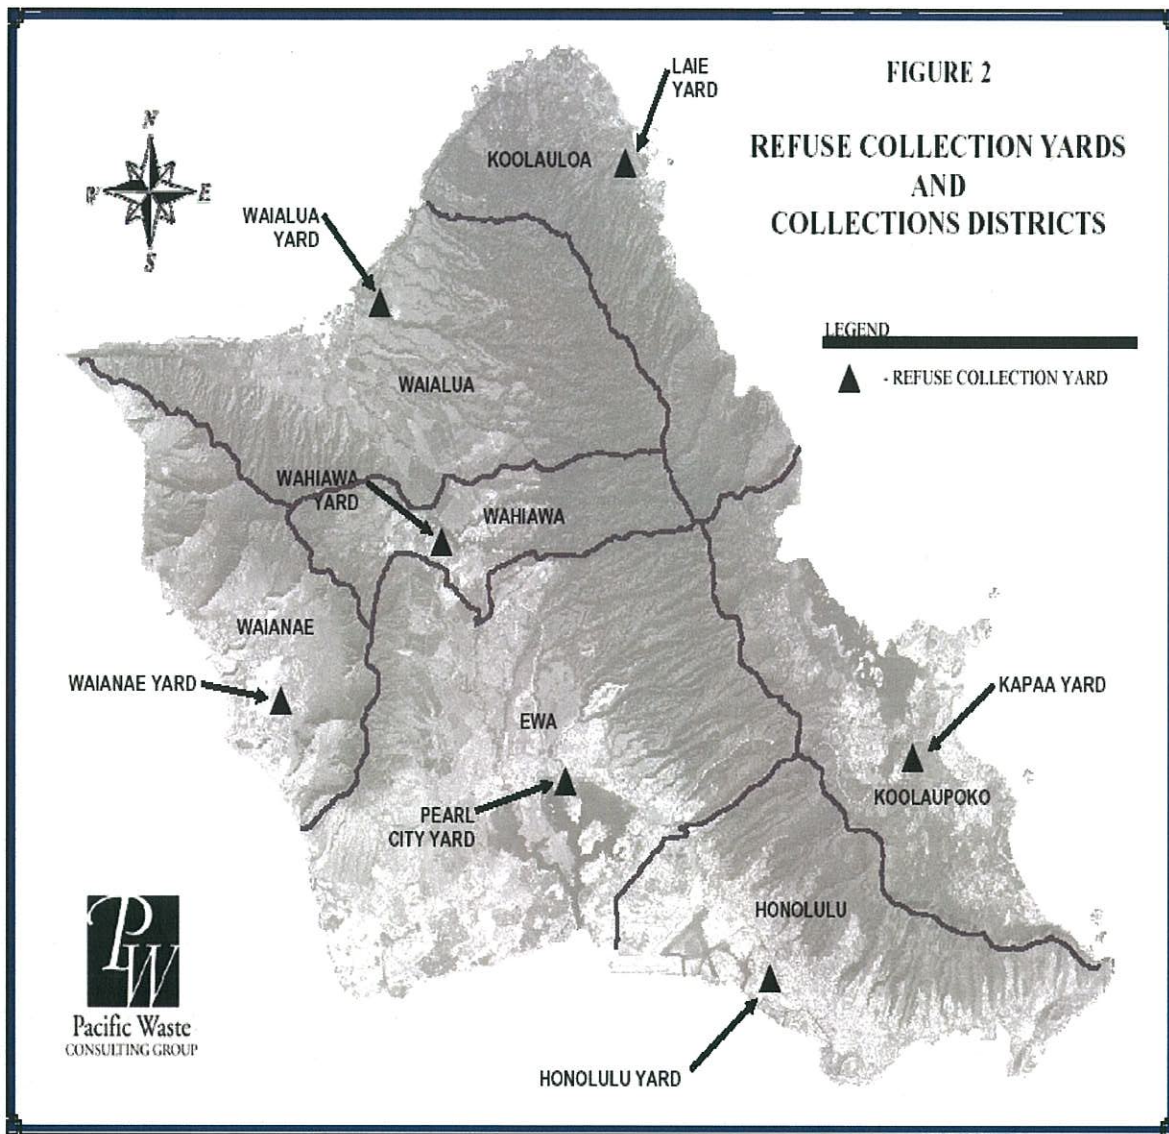 FIGURE 2
REFUSE COLLECTION YARDS
AND
COLLECTIONS DISTRICTS
LEGEND
- REFUSE COLLECTION YARD
N
W
E
S
LAIE
YARD
KOOLAULOA
WAIALUA
YARD
WAIALUA
WAHIAWA
YARD
WAHIAWA
WAIANAE
WAIANAE YARD
EWA
KAPAA YARD
KOOLAUPOKO
PEARL
CITY YARD
HONOLULU
HONOLULU YARD
PW
Pacific Waste
CONSULTING GROUP